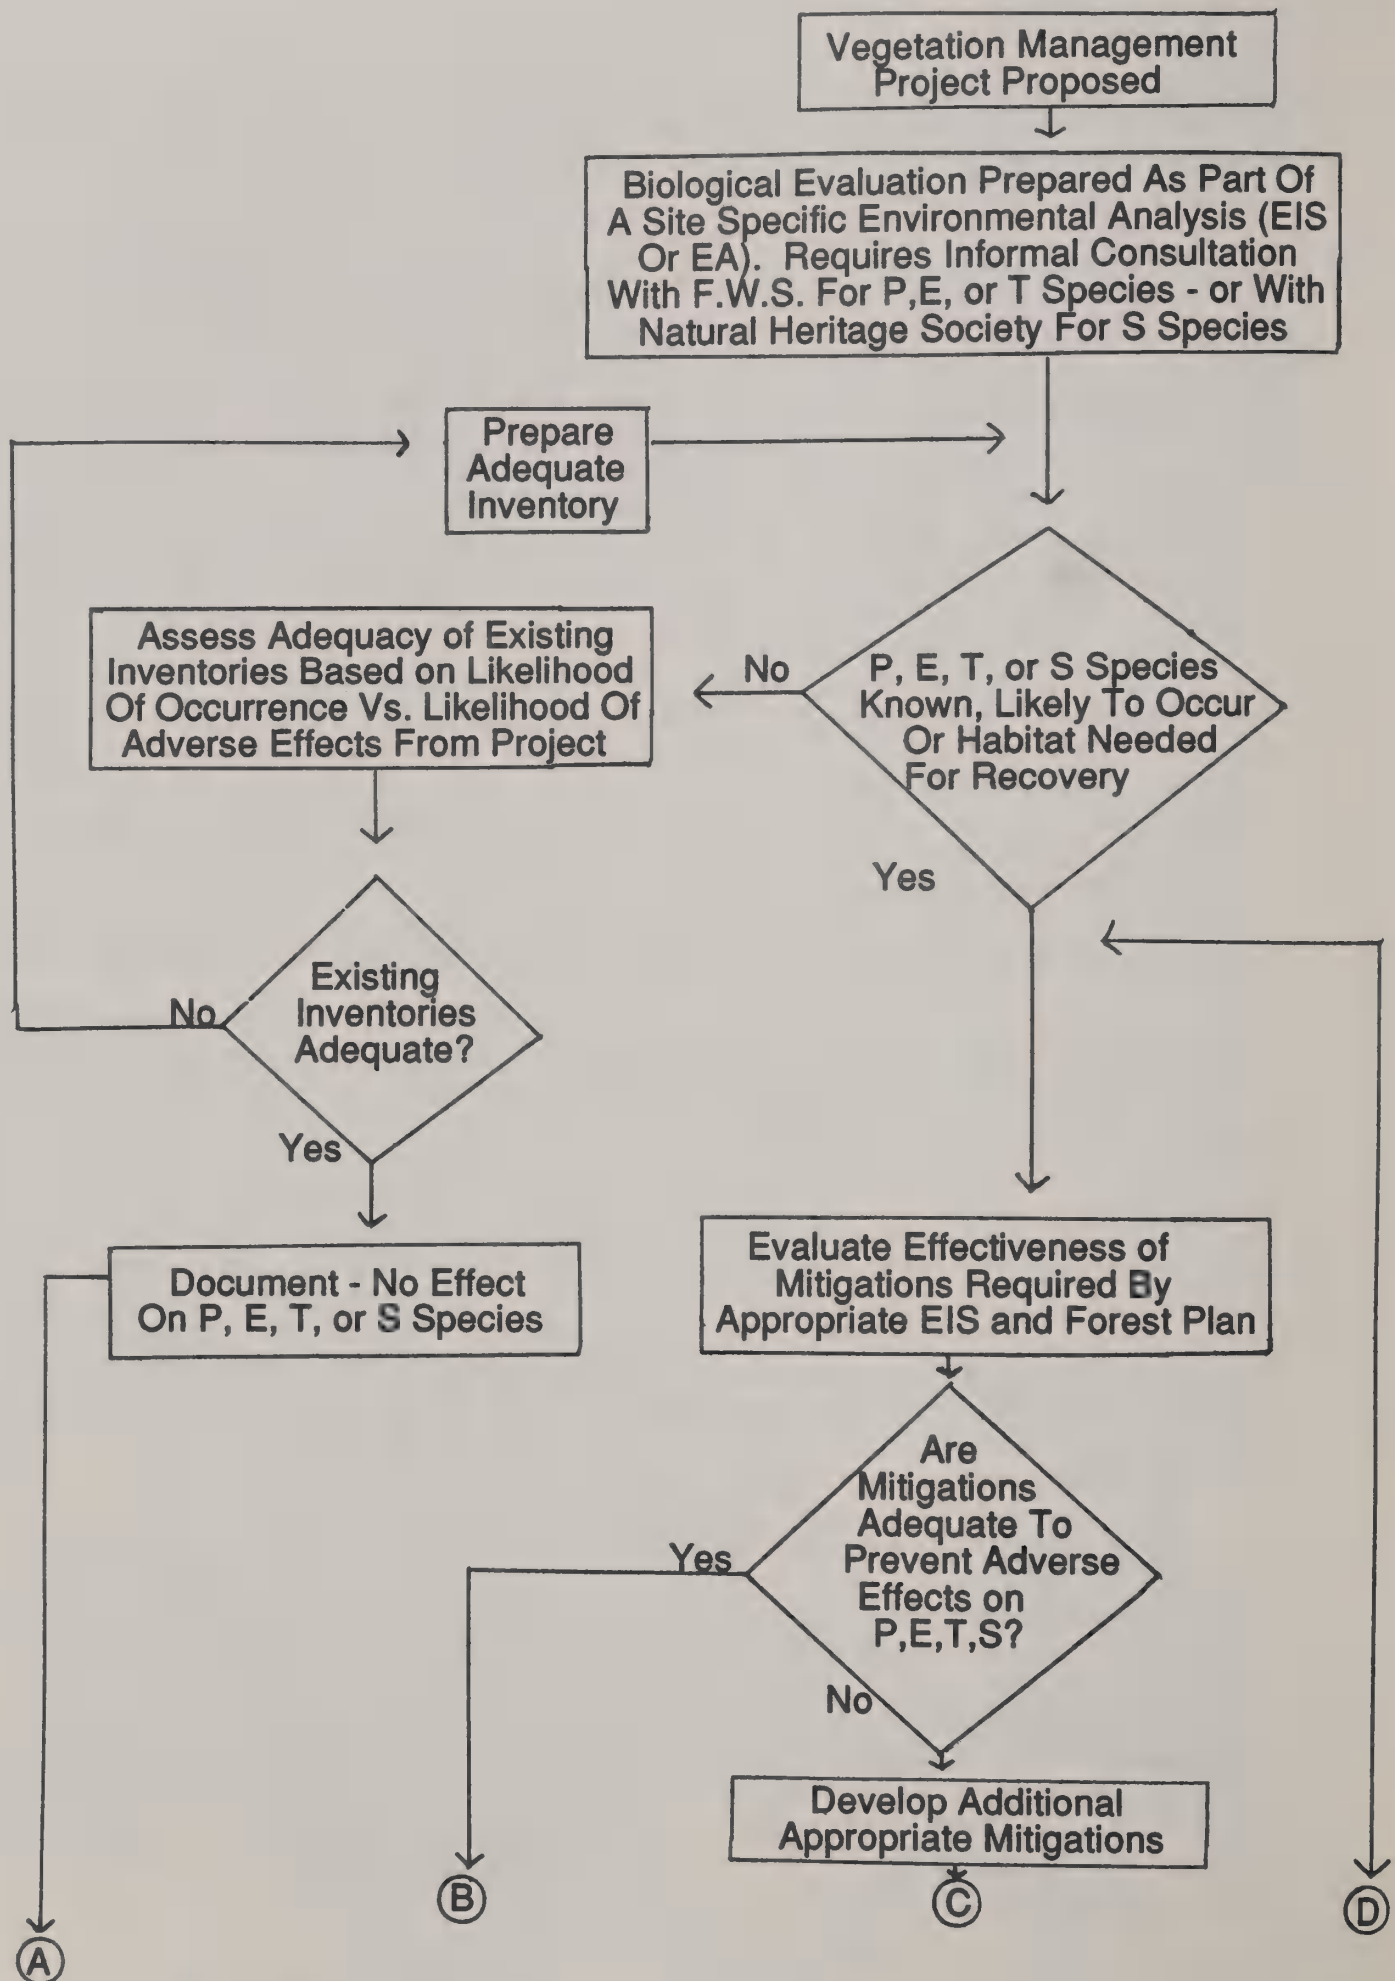 Vegetation Management
Project Proposed
Biological Evaluation Prepared As Part Of
A Site Specific Environmental Analysis (EIS
Or EA). Requires Informal Consultation
With F.W.S. For P,E, or T Species - or With
Natural Heritage Society For S Species
Prepare
Adequate
Inventory
Assess Adequacy of Existing
Inventories Based on Likelihood
Of Occurrence Vs. Likelihood Of
Adverse Effects From Project
No
P, E, T, or S Species
Known, Likely To Occur
Or Habitat Needed
For Recovery
Yes
Existing
Inventories
Adequate?
No
Yes
Document - No Effect
On P, E, T, or S Species
Evaluate Effectiveness of
Mitigations Required By
Appropriate EIS and Forest Plan
Are
Mitigations
Adequate To
Prevent Adverse
Effects on
P,E,T,S?
Yes
No
Develop Additional
Appropriate Mitigations
A
B
C
D